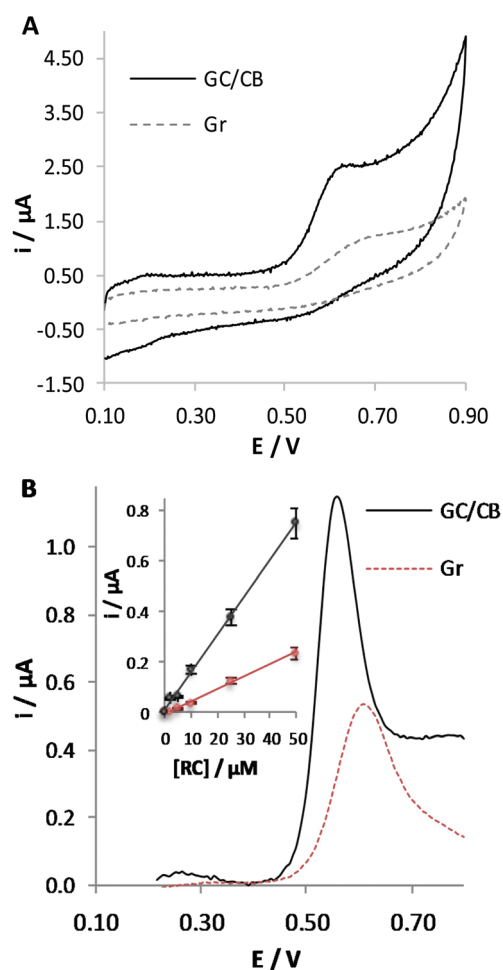 A
4.50
3.50
2.50
1.50
0.50
-0.50
-1.50
i / µA
GC/CB
Gr
0.10 0.30 0.50 0.70 0.90
E / V
B
1.0
0.8
0.6
0.4
0.2
0.0
i / µA
GC/CB
Gr
0.8
0.6
0.4
0.2
0
i / µA
0 10 20 30 40 50
[RC] / µM
0.10 0.30 0.50 0.70
E / V